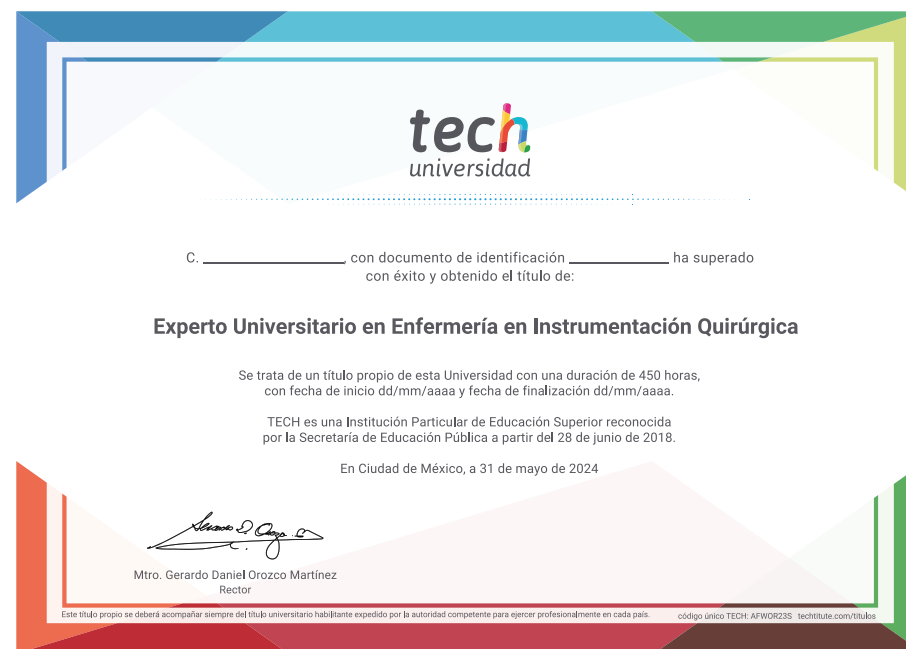 tech
universidad
C. ____________________, con documento de identificación ______________ ha superado
con éxito y obtenido el título de:
Experto Universitario en Enfermería en Instrumentación Quirúrgica
Se trata de un título propio de esta Universidad con una duración de 450 horas,
con fecha de inicio dd/mm/aaaa y fecha de finalización dd/mm/aaaa.
TECH es una Institución Particular de Educación Superior reconocida
por la Secretaría de Educación Pública a partir del 28 de junio de 2018.
En Ciudad de México, a 31 de mayo de 2024
Mtro. Gerardo Daniel Orozco Martínez
Rector
Este título propio se deberá acompañar siempre del título universitario habilitante expedido por la autoridad competente para ejercer profesionalmente en cada país. código único TECH: AFWOR23S techtitute.com/titulos